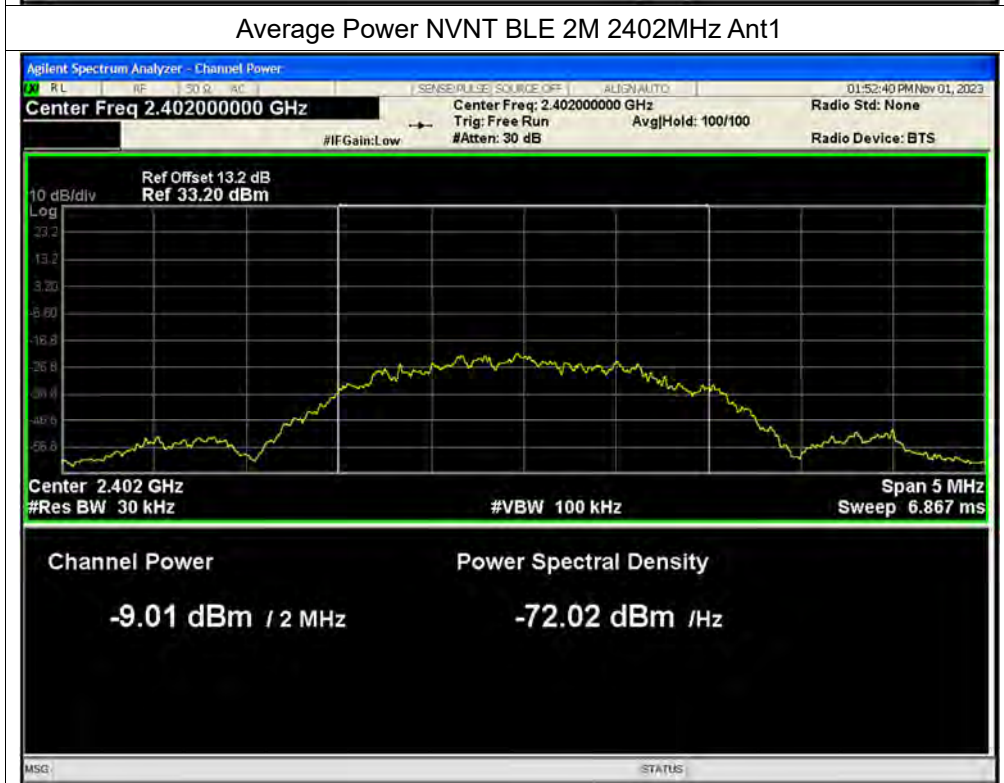 Average Power NVNT BLE 2M 2402MHz Ant1
Agilent Spectrum Analyzer - Channel Power
RL RF 50 Ω AC SENSE:PULSE SOURCE OFF ALIGN AUTO 01:52:40 PM Nov 01, 2023
Center Freq 2.402000000 GHz Center Freq: 2.402000000 GHz Radio Std: None
Trig: Free Run Avg|Hold: 100/100
#IFGain:Low #Atten: 30 dB Radio Device: BTS
Ref Offset 13.2 dB
10 dB/div Ref 33.20 dBm
Log
23.2
13.2
3.20
-6.80
-16.8
-26.8
-36.8
-46.8
-56.8
Center 2.402 GHz Span 5 MHz
#Res BW 30 kHz #VBW 100 kHz Sweep 6.867 ms
Channel Power Power Spectral Density
-9.01 dBm / 2 MHz -72.02 dBm /Hz
MSG STATUS